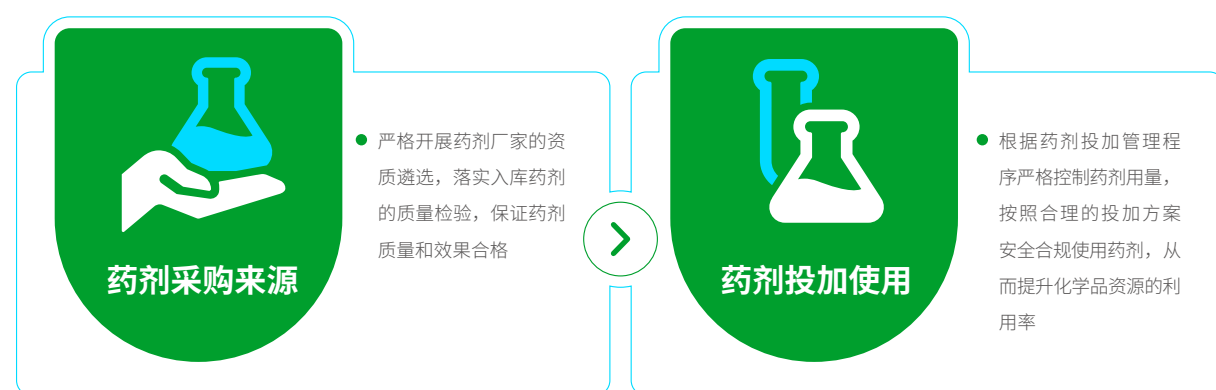 药剂采购来源
严格开展药剂厂家的资
质遴选，落实入库药剂
的质量检验，保证药剂
质量和效果合格
药剂投加使用
根据药剂投加管理程
序严格控制药剂用量，
按照合理的投加方案
安全合规使用药剂，从
而提升化学品资源的利
用率